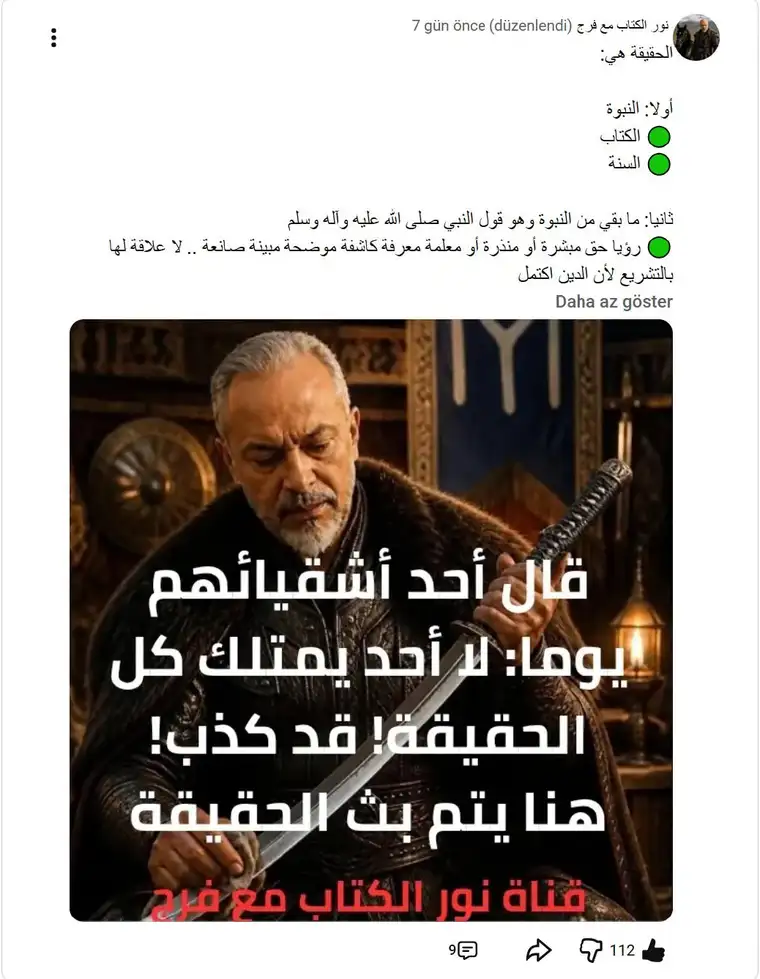 نور الكتاب مع فرج 7 gün önce (düzenlendi)
الحقيقة هي:
أولا: النبوة
🟢 الكتاب
🟢 السنة
ثانيا: ما بقي من النبوة وهو قول النبي صلى الله عليه وآله وسلم
🟢 رؤيا حق مبشرة أو منذرة أو معلمة معرفة كاشفة موضحة مبينة صانعة .. لا علاقة لها
بالتشريع لأن الدين اكتمل
Daha az göster
قال أحد أشقيائهم
يوما: لا أحد يمتلك كل
الحقيقة! قد كذب!
هنا يتم بث الحقيقة
قناة نور الكتاب مع فرج
112
9